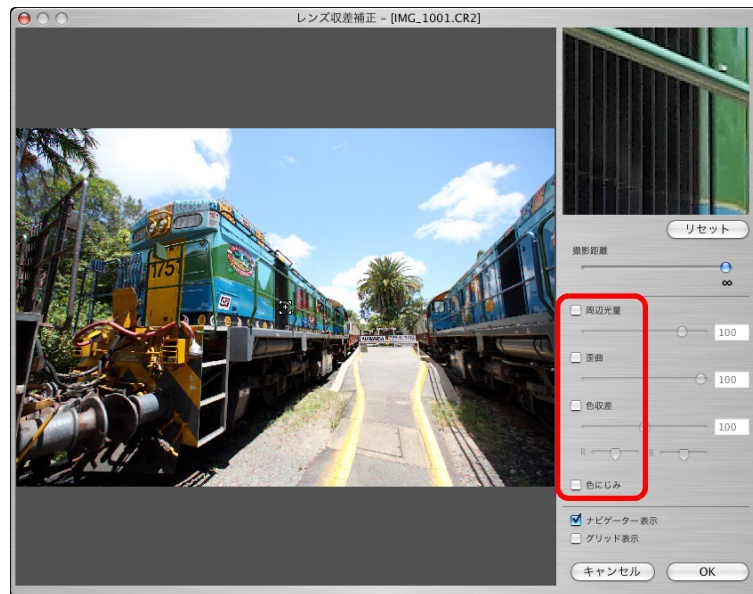 レンズ収差補正 – [IMG_1001.CR2]
175
KURANDA
リセット
撮影距離
∞
周辺光量
100
歪曲
100
色収差
100
R B
色にじみ
ナビゲーター表示
グリッド表示
キャンセル OK